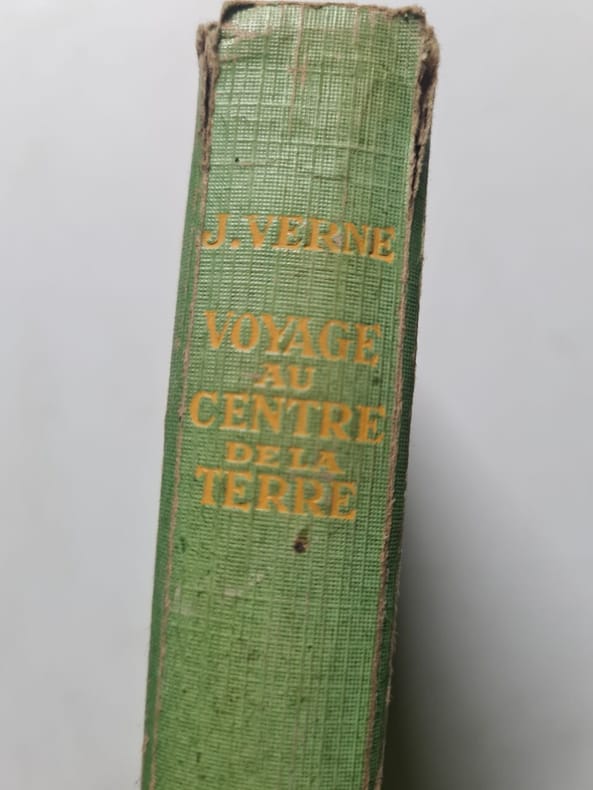 J. VERNE
VOYAGE
AU
CENTRE
DE LA
TERRE